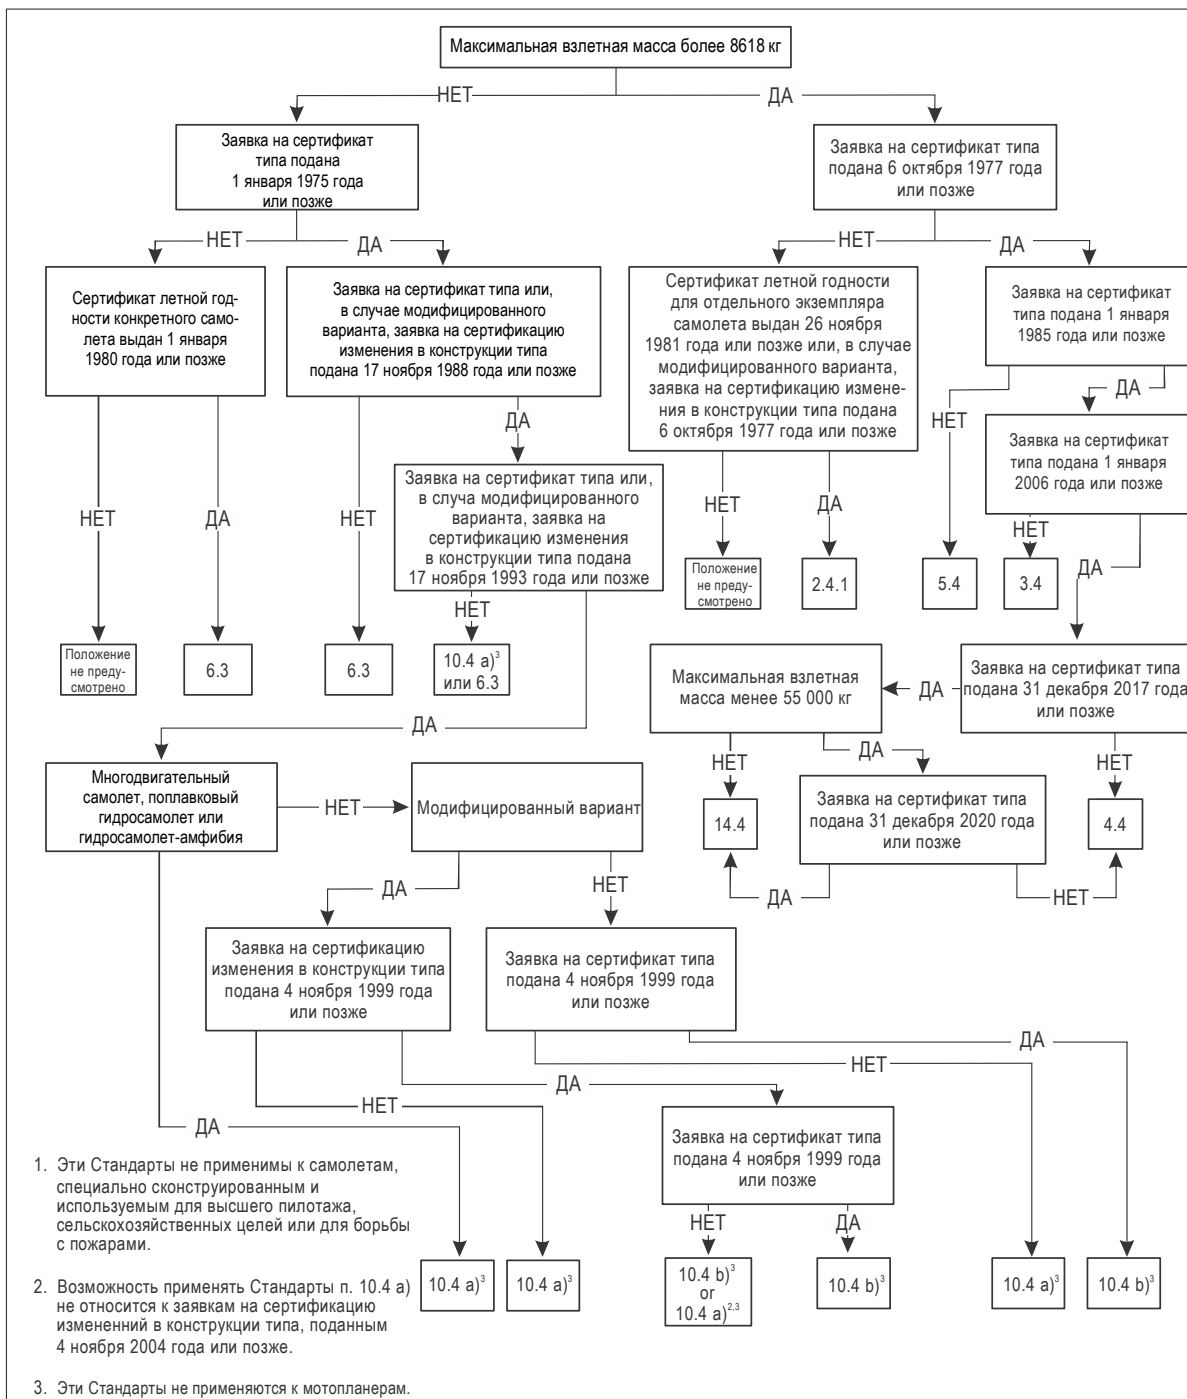 Максимальная взлетная масса более 8618 кг
НЕТ
ДА
Заявка на сертификат
типа подана
1 января 1975 года
или позже
Заявка на сертификат типа
подана 6 октября 1977 года
или позже
НЕТ
ДА
НЕТ
ДА
Сертификат летной год-
ности конкретного само-
лета выдан 1 января
1980 года или позже
Заявка на сертификат типа или,
в случае модифицированного
варианта, заявка на сертификацию
изменения в конструкции типа
подана 17 ноября 1988 года или позже
Сертификат летной годности
для отдельного экземпляра
самолета выдан 26 ноября
1981 года или позже или, в случае
модифицированного варианта,
заявка на сертификацию измене-
ния в конструкции типа подана
6 октября 1977 года или позже
Заявка на сертификат
типа подана 1 января
1985 года или позже
ДА
НЕТ
ДА
Заявка на сертификат
типа подана 1 января
2006 года или позже
Заявка на сертификат типа или,
в случа модифицированного
варианта, заявка на
сертификацию изменения
в конструкции типа подана
17 ноября 1993 года или позже
НЕТ
ДА
НЕТ
НЕТ
ДА
НЕТ
ДА
Положение
не преду-
смотрено
2.4.1
5.4
3.4
НЕТ
Положение
не преду-
смотрено
6.3
6.3
10.4 a)³
или 6.3
Максимальная взлетная
масса менее 55 000 кг
ДА
Заявка на сертификат типа
подана 31 декабря 2017 года
или позже
ДА
НЕТ
ДА
НЕТ
Многодвигательный
самолет, поплавковый
гидросамолет или
гидросамолет-амфибия
НЕТ
Модифицированный вариант
14.4
Заявка на сертификат типа
подана 31 декабря 2020 года
или позже
4.4
ДА
НЕТ
ДА
НЕТ
Заявка на сертификацию
изменения в конструкции типа
подана 4 ноября 1999 года
или позже
Заявка на сертификат типа
подана 4 ноября 1999 года
или позже
ДА
НЕТ
ДА
НЕТ
ДА
Заявка на сертификат типа
подана 4 ноября 1999 года
или позже
НЕТ
ДА
10.4 a)³
10.4 a)³
10.4 b)³
or
10.4 a)²,³
10.4 b)³
10.4 a)³
10.4 b)³
1. Эти Стандарты не применимы к самолетам,
специально сконструированным и
используемым для высшего пилотажа,
сельскохозяйственных целей или для борьбы
с пожарами.
2. Возможность применять Стандарты п. 10.4 a)
не относится к заявкам на сертификацию
измененний в конструкции типа, поданным
4 ноября 2004 года или позже.
3. Эти Стандарты не применяются к мотопланерам.